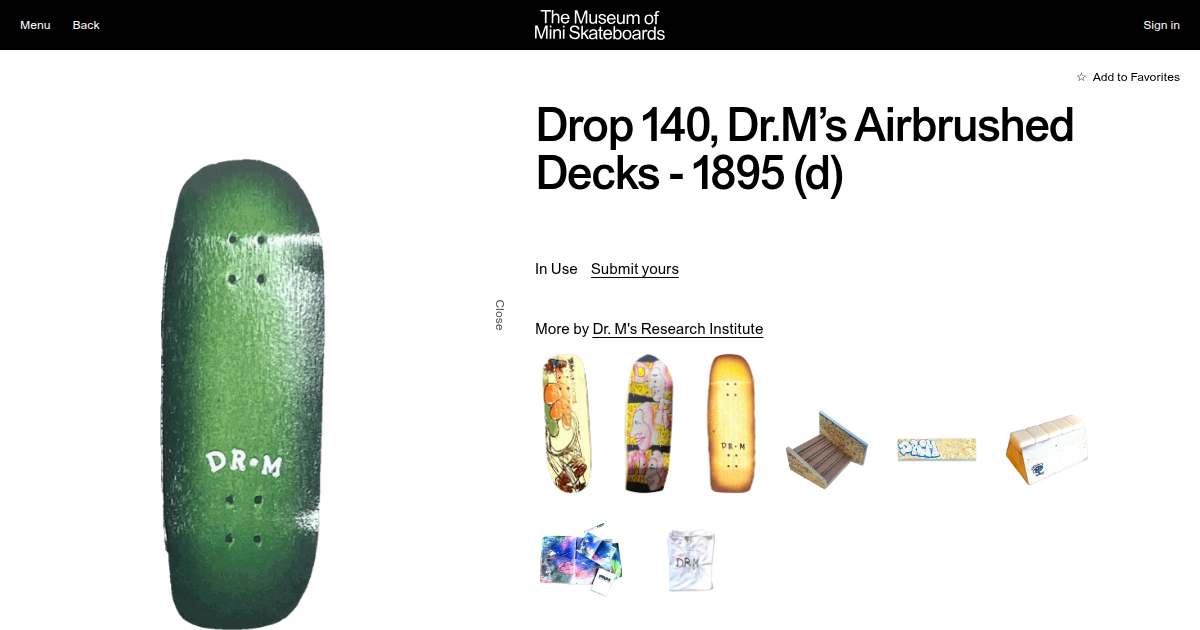 Menu
Back
The Museum of
Mini Skateboards
Sign in
☆ Add to Favorites
Drop 140, Dr.M’s Airbrushed
Decks - 1895 (d)
In Use
Submit yours
Close
More by Dr. M's Research Institute
DR•M
DR•M
DRM